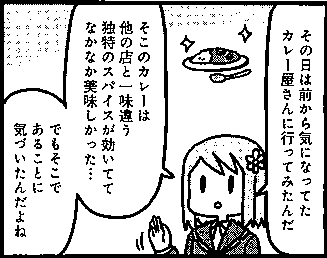 その日は前から気になってた
カレー屋さんに行ってみたんだ
そこのカレーは
他の店と一味違う
独特のスパイスが効いてて
なかなか美味しかった…
でもそこで
あることに
気づいたんだよね